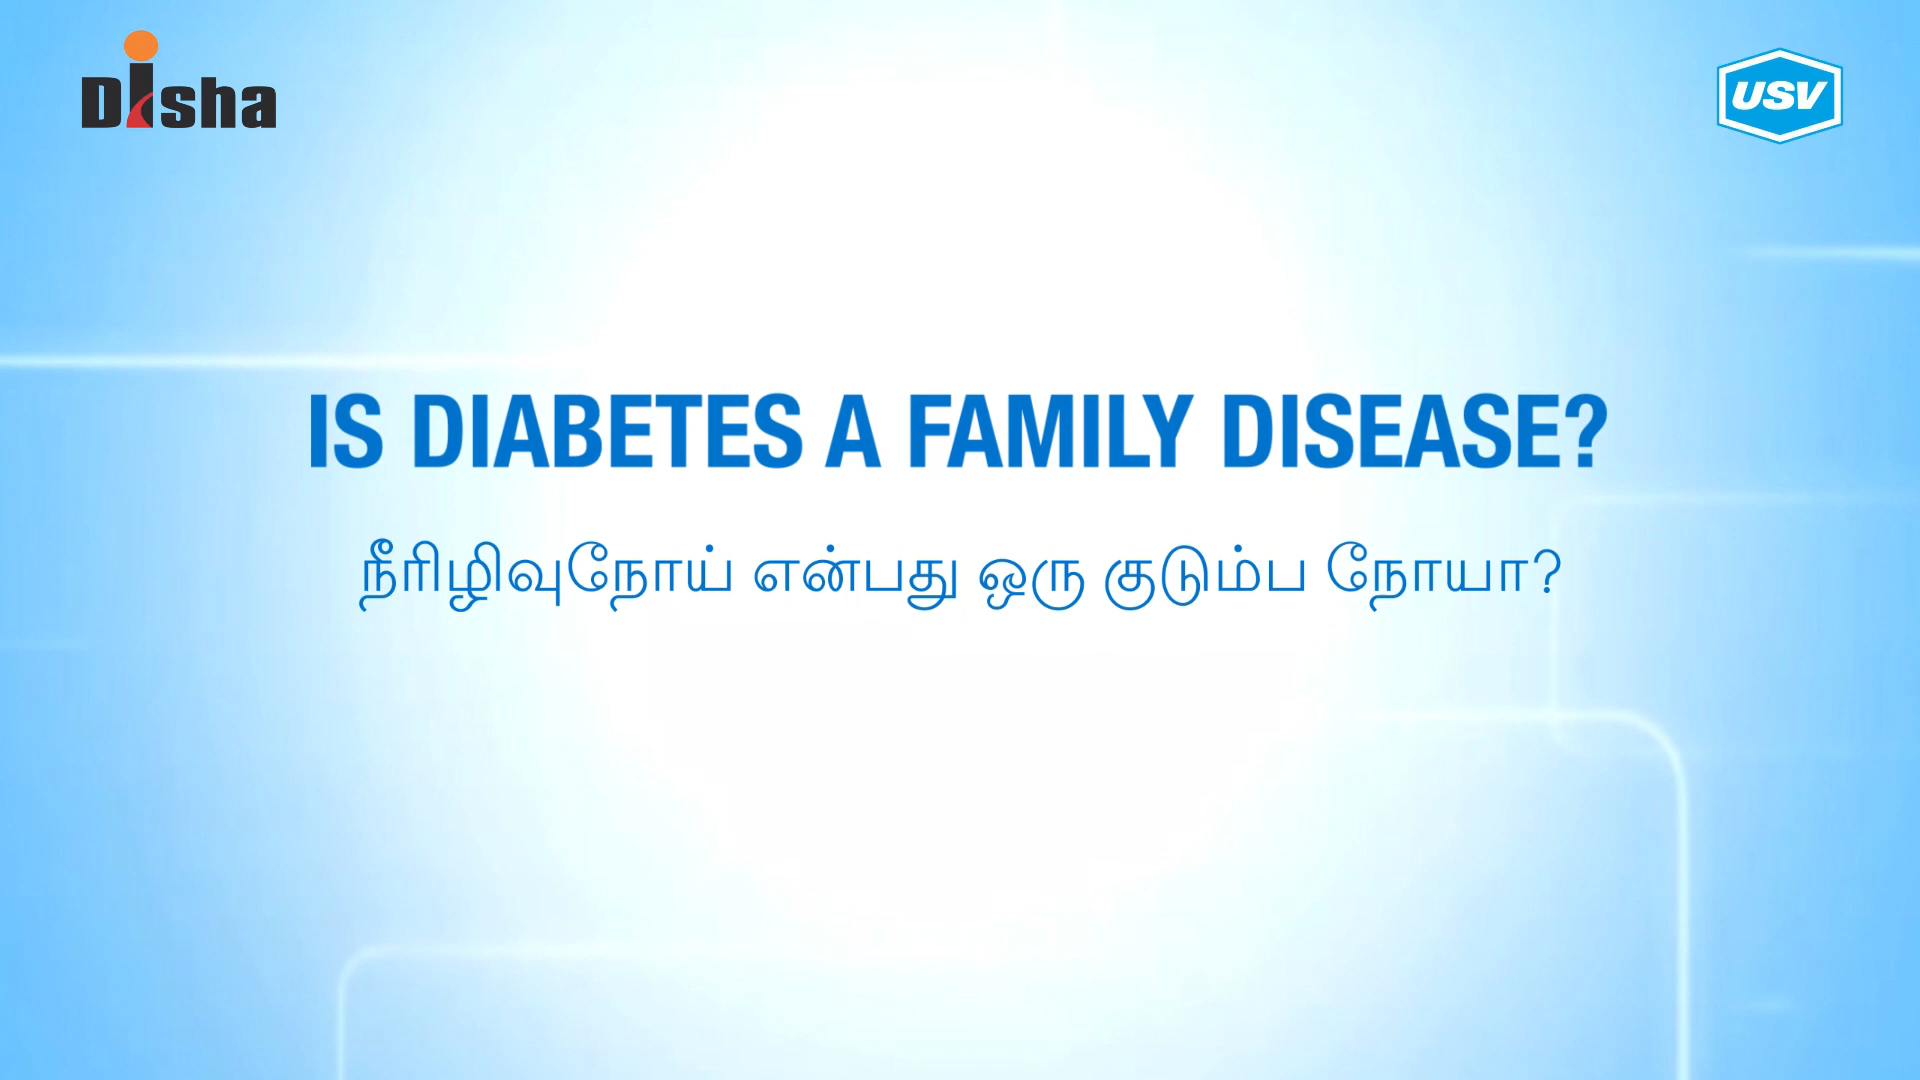 Disha
USV
IS DIABETES A FAMILY DISEASE?
நீரிழிவுநோய் என்பது ஒரு குடும்ப நோயா?